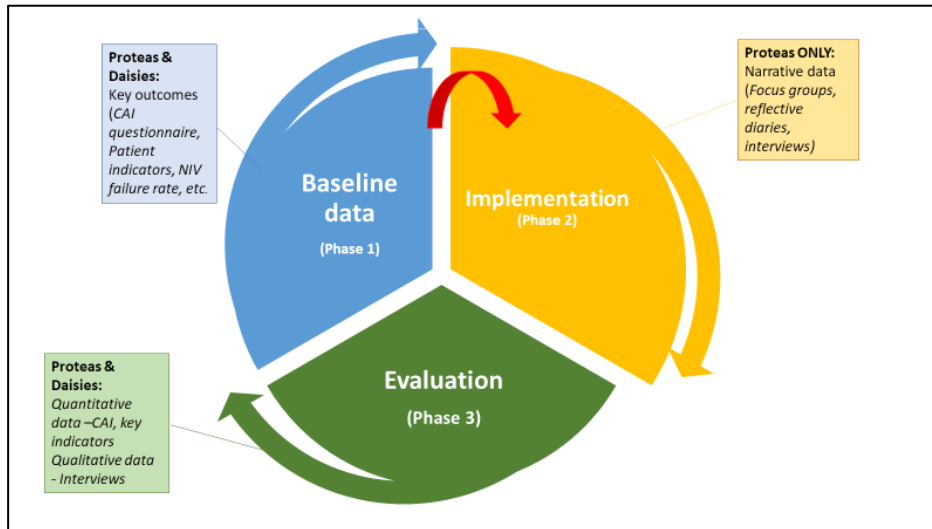 Proteas &
Daisies:
Key outcomes
(CAI
questionnaire,
Patient
indicators, NIV
failure rate, etc.
Proteas ONLY:
Narrative data
(Focus groups,
reflective
diaries,
interviews)
Baseline
data
(Phase 1)
Implementation
(Phase 2)
Evaluation
(Phase 3)
Proteas &
Daisies:
Quantitative
data –CAI, key
indicators
Qualitative data
- Interviews